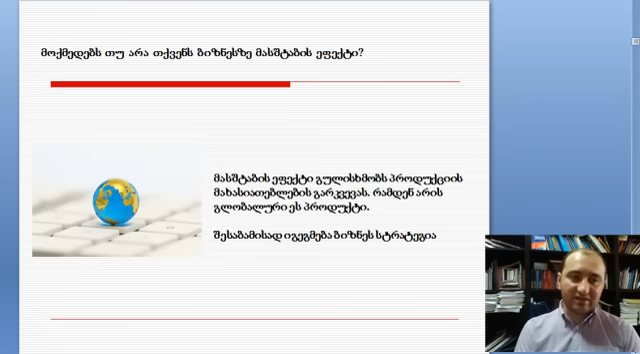 მოქმედებს თუ არა თქვენს ბიზნესზე მასშტაბის ეფექტი?
მასშტაბის ეფექტი გულისხმობს პროდუქციის
მახასიათებლების გარკვევას. რამდენ არის
გლობალური ეს პროდუქტი.
შესაბამისად იგეგმება ბიზნეს სტრატეგია